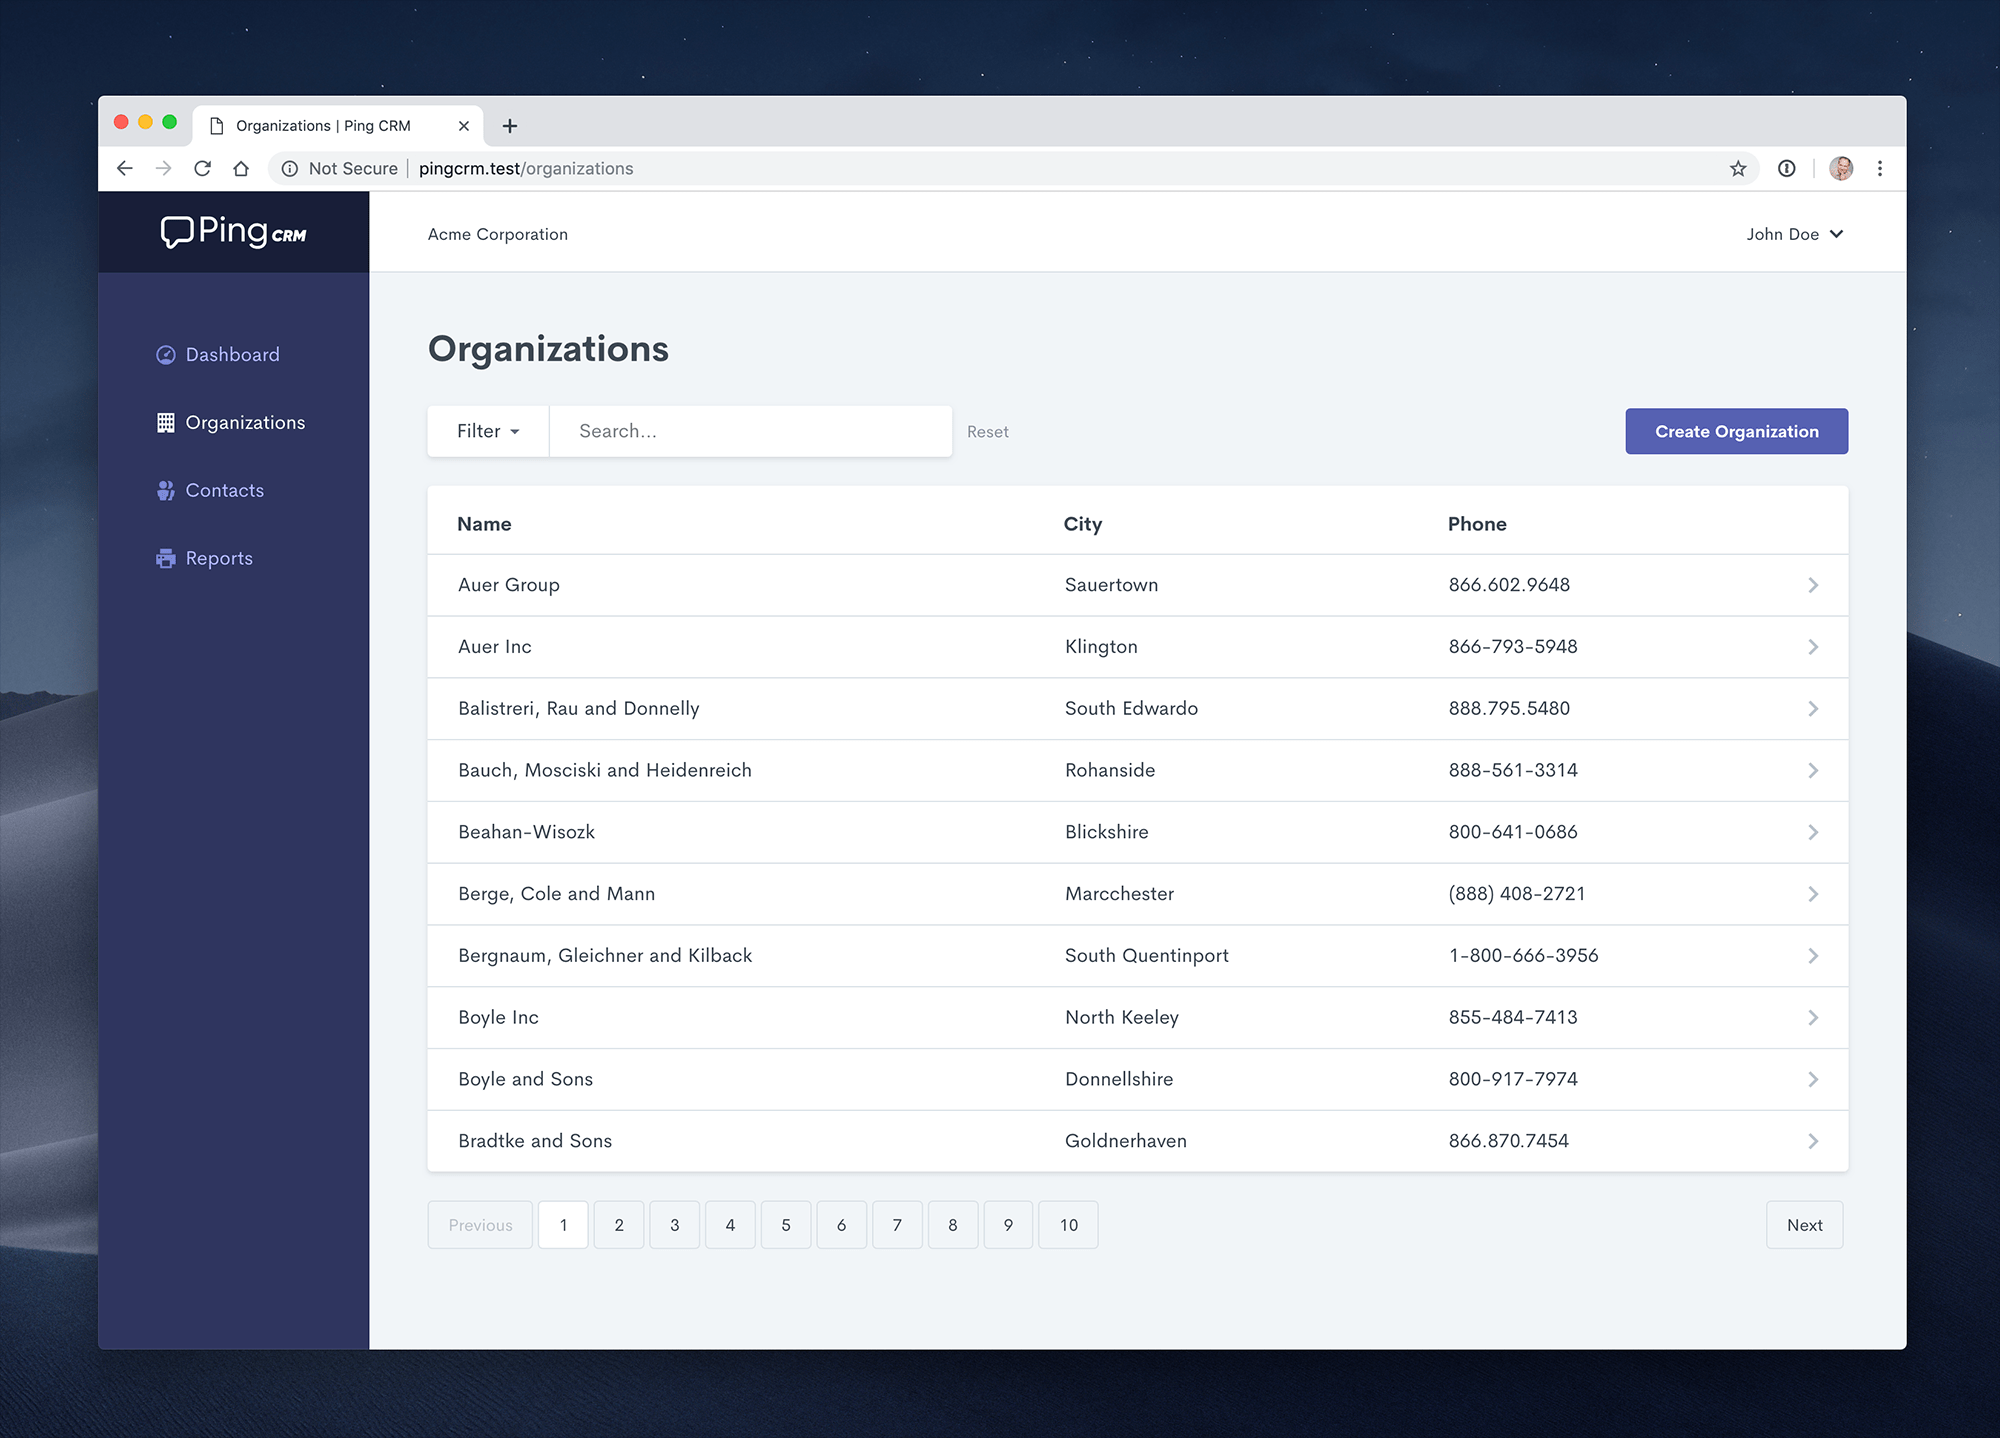 Organizations | Ping CRM
Not Secure | pingcrm.test/organizations
Ping CRM
Acme Corporation
John Doe
Dashboard
Organizations
Contacts
Reports
Organizations
Filter
Search...
Reset
Create Organization
Name City Phone
Auer Group Sauertown 866.602.9648
Auer Inc Klington 866-793-5948
Balistreri, Rau and Donnelly South Edwardo 888.795.5480
Bauch, Mosciski and Heidenreich Rohanside 888-561-3314
Beahan-Wisozk Blickshire 800-641-0686
Berge, Cole and Mann Marcchester (888) 408-2721
Bergnaum, Gleichner and Kilback South Quentinport 1-800-666-3956
Boyle Inc North Keeley 855-484-7413
Boyle and Sons Donnellshire 800-917-7974
Bradtke and Sons Goldnerhaven 866.870.7454
Previous 1 2 3 4 5 6 7 8 9 10 Next